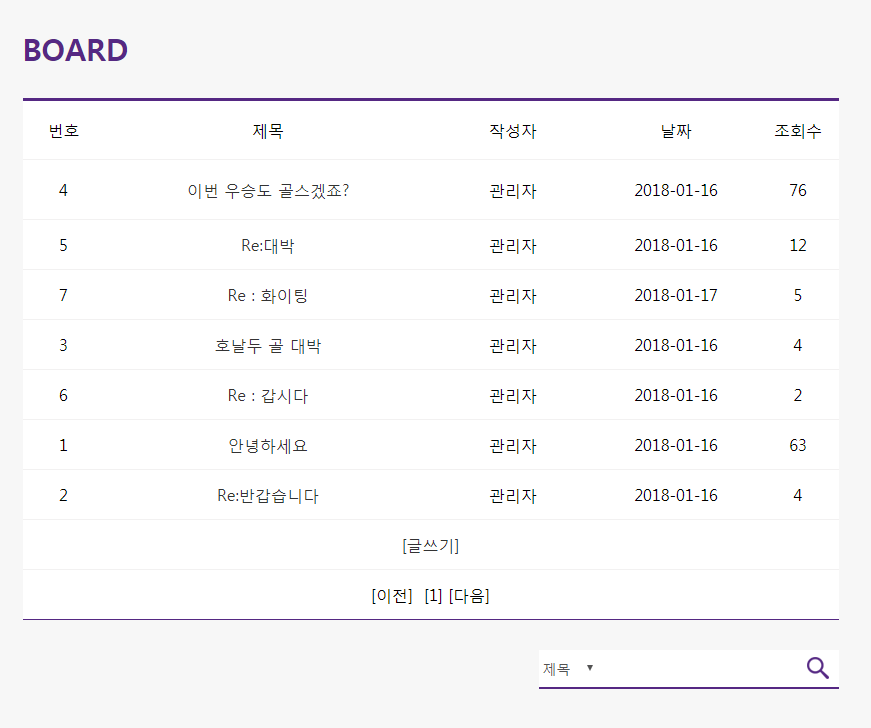 BOARD
번호 제목 작성자 날짜 조회수
4 이번 우승도 골스겠죠? 관리자 2018-01-16 76
5 Re:대박 관리자 2018-01-16 12
7 Re : 화이팅 관리자 2018-01-17 5
3 호날두 골 대박 관리자 2018-01-16 4
6 Re : 갑시다 관리자 2018-01-16 2
1 안녕하세요 관리자 2018-01-16 63
2 Re:반갑습니다 관리자 2018-01-16 4
[글쓰기]
[이전] [1] [다음]
제목